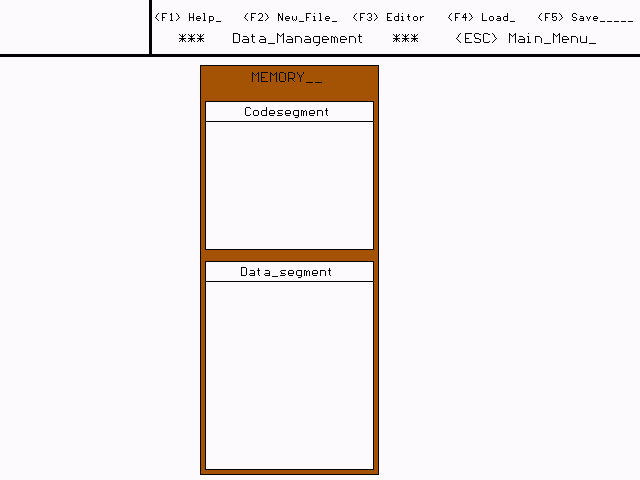 <F1> Help_ <F2> New_File_ <F3> Editor <F4> Load_ <F5> Save_____
*** Data_Management *** <ESC> Main_Menu_
MEMORY__
Codesegment
Data_segment